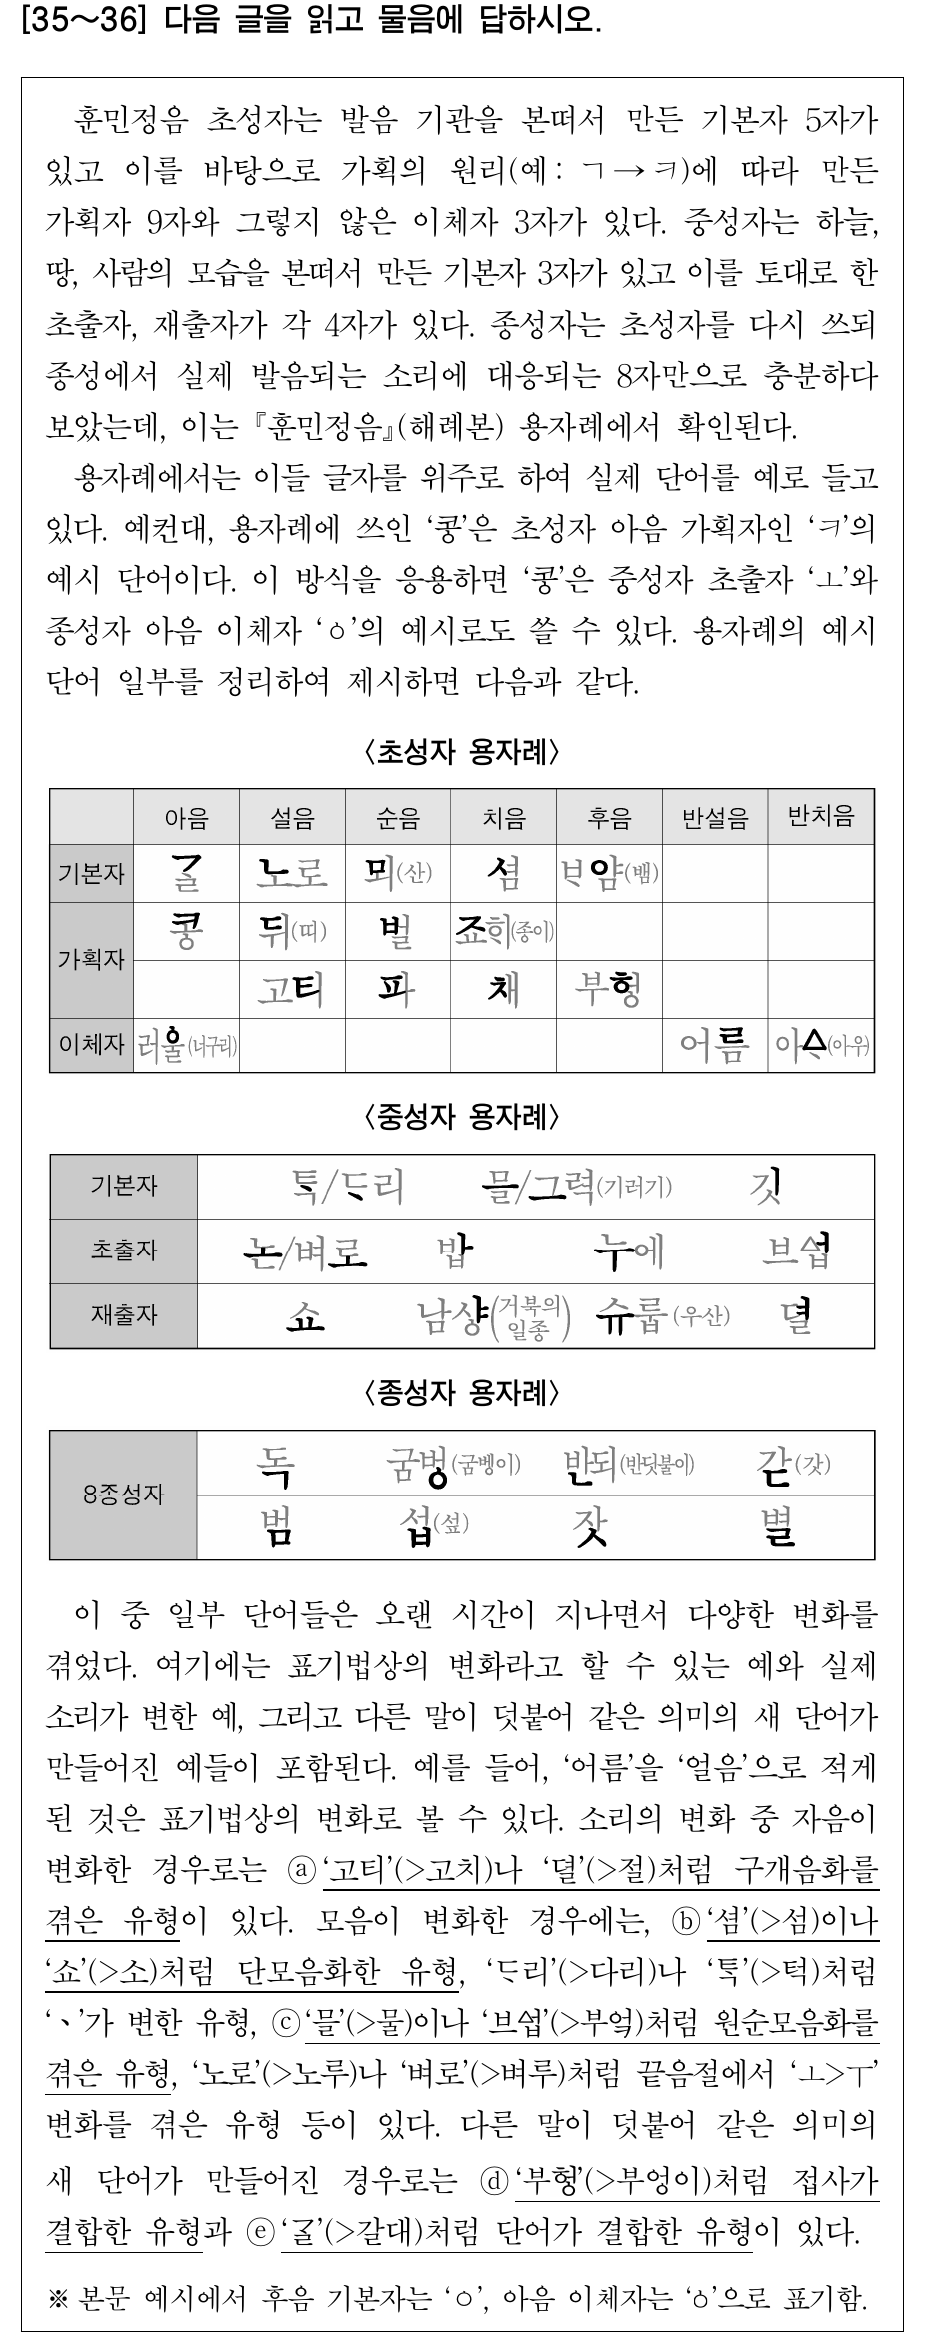 [35～36] 다음 글을 읽고 물음에 답하시오.
훈민정음 초성자는 발음 기관을 본떠서 만든 기본자 5자가
있고 이를 바탕으로 가획의 원리(예: ㄱ→ㅋ)에 따라 만든
가획자 9자와 그렇지 않은 이체자 3자가 있다. 중성자는 하늘,
땅, 사람의 모습을 본떠서 만든 기본자 3자가 있고 이를 토대로 한
초출자, 재출자가 각 4자가 있다. 종성자는 초성자를 다시 쓰되
종성에서 실제 발음되는 소리에 대응되는 8자만으로 충분하다
보았는데, 이는 『훈민정음』(해례본) 용자례에서 확인된다.
용자례에서는 이들 글자를 위주로 하여 실제 단어를 예로 들고
있다. 예컨대, 용자례에 쓰인 ‘콩’은 초성자 아음 가획자인 ‘ㅋ’의
예시 단어이다. 이 방식을 응용하면 ‘콩’은 중성자 초출자 ‘ㅗ’와
종성자 아음 이체자 ‘ㆁ’의 예시로도 쓸 수 있다. 용자례의 예시
단어 일부를 정리하여 제시하면 다음과 같다.
〈초성자 용자례〉
아음 설음 순음 치음 후음 반설음 반치음
기본자 ᄀᆞᆯ 노로 뫼(산) 셤 ᄇᆞ얌(뱀)
가획자 콩 뒤(띠) 벌 죠ᄒᆡ(종이)
고티 파 채 부헝
이체자 러울(너구리) 어름 아ᅀᆞ(아우)
〈중성자 용자례〉
기본자 ᄐᆞᆨ/ᄃᆞ리 믈/그력(기러기) 깃
초출자 논/벼로 밥 누에 브ᅀᅥᆸ
재출자 쇼 남샹(거북의 일종) 슈룹(우산) 뎔
〈종성자 용자례〉
8종성자 독 굼벙(굼벵이) 반되(반딧불이) 갇(갓)
범 섭(섶) 잣 별
이 중 일부 단어들은 오랜 시간이 지나면서 다양한 변화를
겪었다. 여기에는 표기법상의 변화라고 할 수 있는 예와 실제
소리가 변한 예, 그리고 다른 말이 덧붙어 같은 의미의 새 단어가
만들어진 예들이 포함된다. 예를 들어, ‘어름’을 ‘얼음’으로 적게
된 것은 표기법상의 변화로 볼 수 있다. 소리의 변화 중 자음이
변화한 경우로는 ⓐ‘고티’(>고치)나 ‘뎔’(>절)처럼 구개음화를
겪은 유형이 있다. 모음이 변화한 경우에는, ⓑ‘셤’(>섬)이나
‘쇼’(>소)처럼 단모음화한 유형, ‘ᄃᆞ리’(>다리)나 ‘ᄐᆞᆨ’(>턱)처럼
‘ㆍ’가 변한 유형, ⓒ‘믈’(>물)이나 ‘브ᅀᅥᆸ’(>부엌)처럼 원순모음화를
겪은 유형, ‘노로’(>노루)나 ‘벼로’(>벼루)처럼 끝음절에서 ‘ㅗ>ㅜ’
변화를 겪은 유형 등이 있다. 다른 말이 덧붙어 같은 의미의
새 단어가 만들어진 경우로는 ⓓ‘부헝’(>부엉이)처럼 접사가
결합한 유형과 ⓔ‘ᄀᆞᆯ’(>갈대)처럼 단어가 결합한 유형이 있다.
※ 본문 예시에서 후음 기본자는 ‘ㅇ’, 아음 이체자는 ‘ㆁ’으로 표기함.